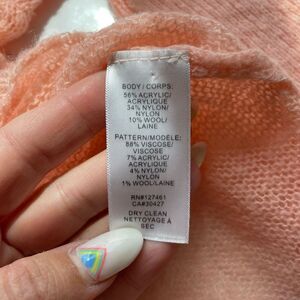 BODY/CORPS:
56% ACRYLIC/
ACRYLIQUE
34% NYLON/
NYLON
10% WOOL/
LAINE
PATTERN/MODELE:
88% VISCOSE/
VISCOSE
7% ACRYLIC/
ACRYLIQUE
4% NYLON/
NYLON
1% WOOL/LAINE
RN#127461
CA#30427
DRY CLEAN
NETTOYAGE À
SEC